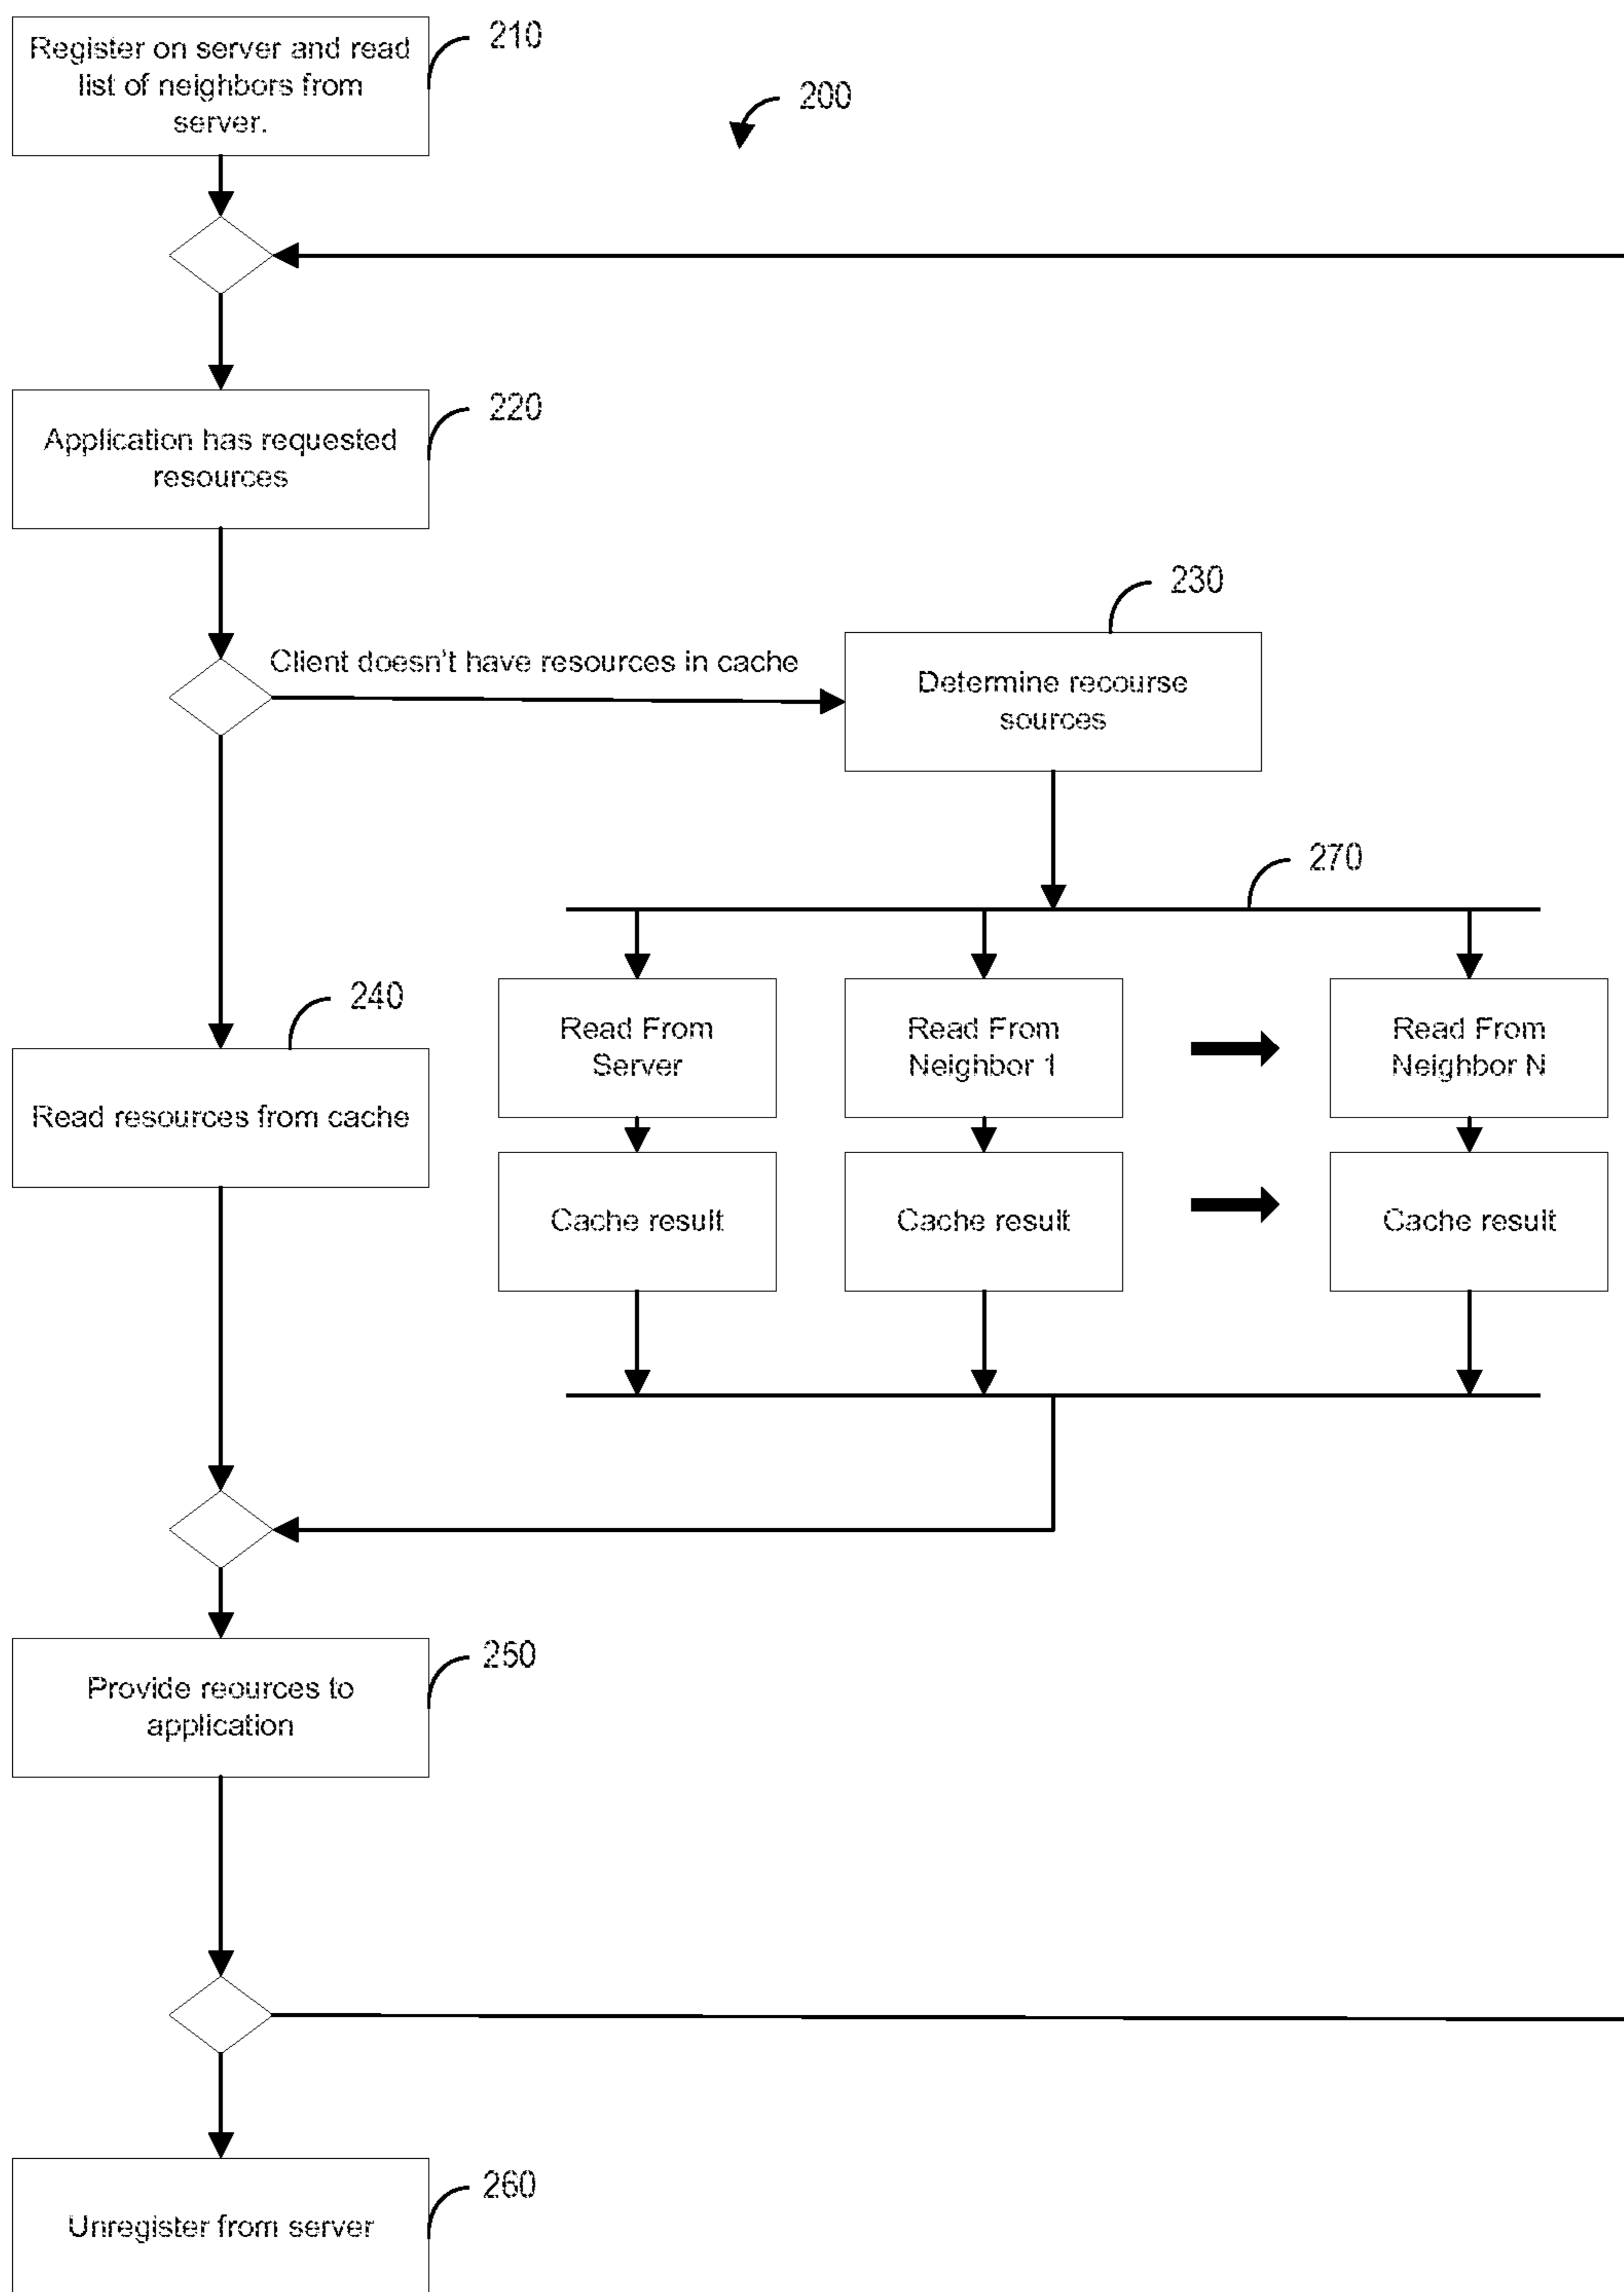 Register on server and read
list of neighbors from
server.
210
200
Application has requested
resources
220
Client doesn't have resources in cache
230
Determine recourse
sources
270
240
Read resources from cache
Read From
Server
Read From
Neighbor 1
Read From
Neighbor N
Cache result
Cache result
Cache result
Provide reources to
application
250
Unregister from server
260